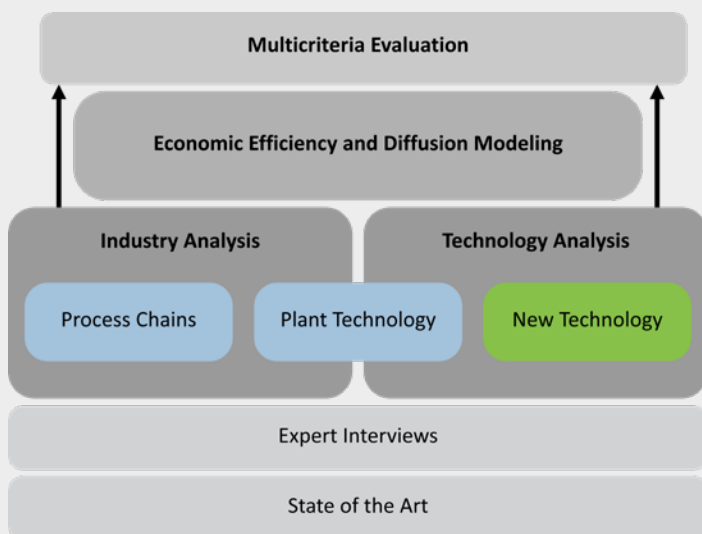 Multicriteria Evaluation
Economic Efficiency and Diffusion Modeling
Industry Analysis
Technology Analysis
Process Chains
Plant Technology
New Technology
Expert Interviews
State of the Art